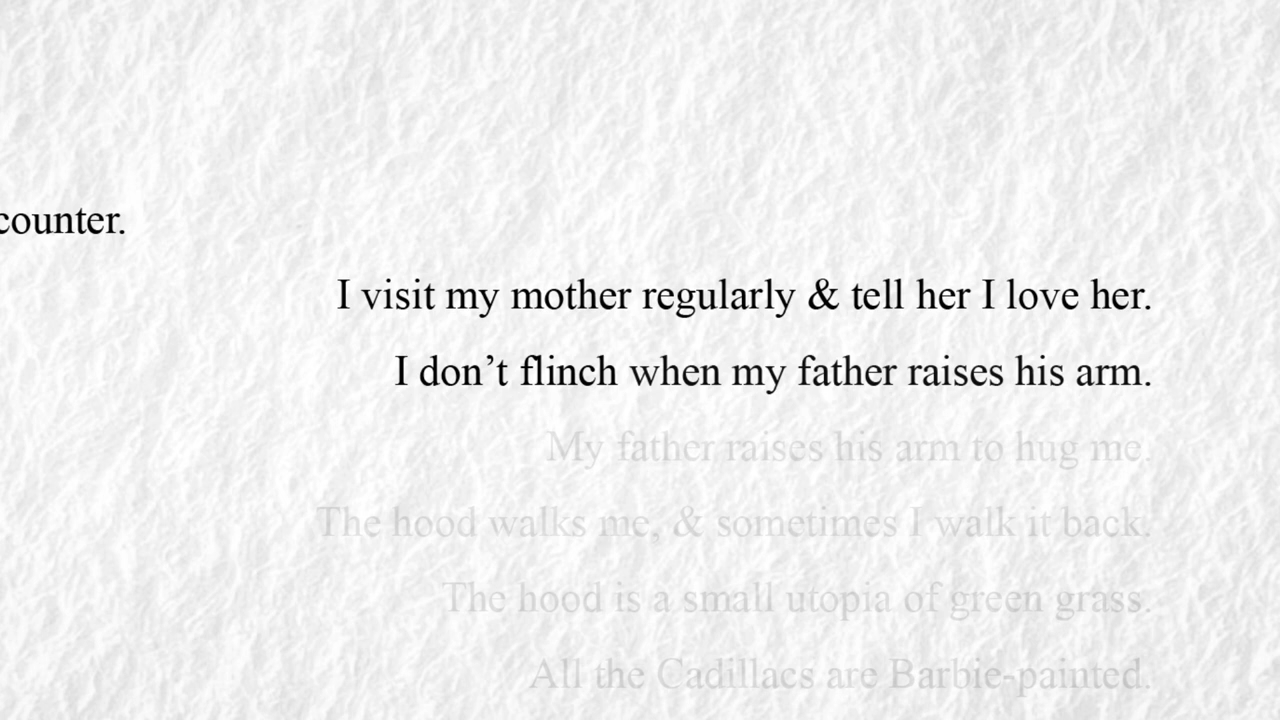 counter.
I visit my mother regularly & tell her I love her.
I don’t flinch when my father raises his arm.
My father raises his arm to hug me.
The hood walks me, & sometimes I walk it back.
The hood is a small utopia of green grass.
All the Cadillacs are Barbie-painted.